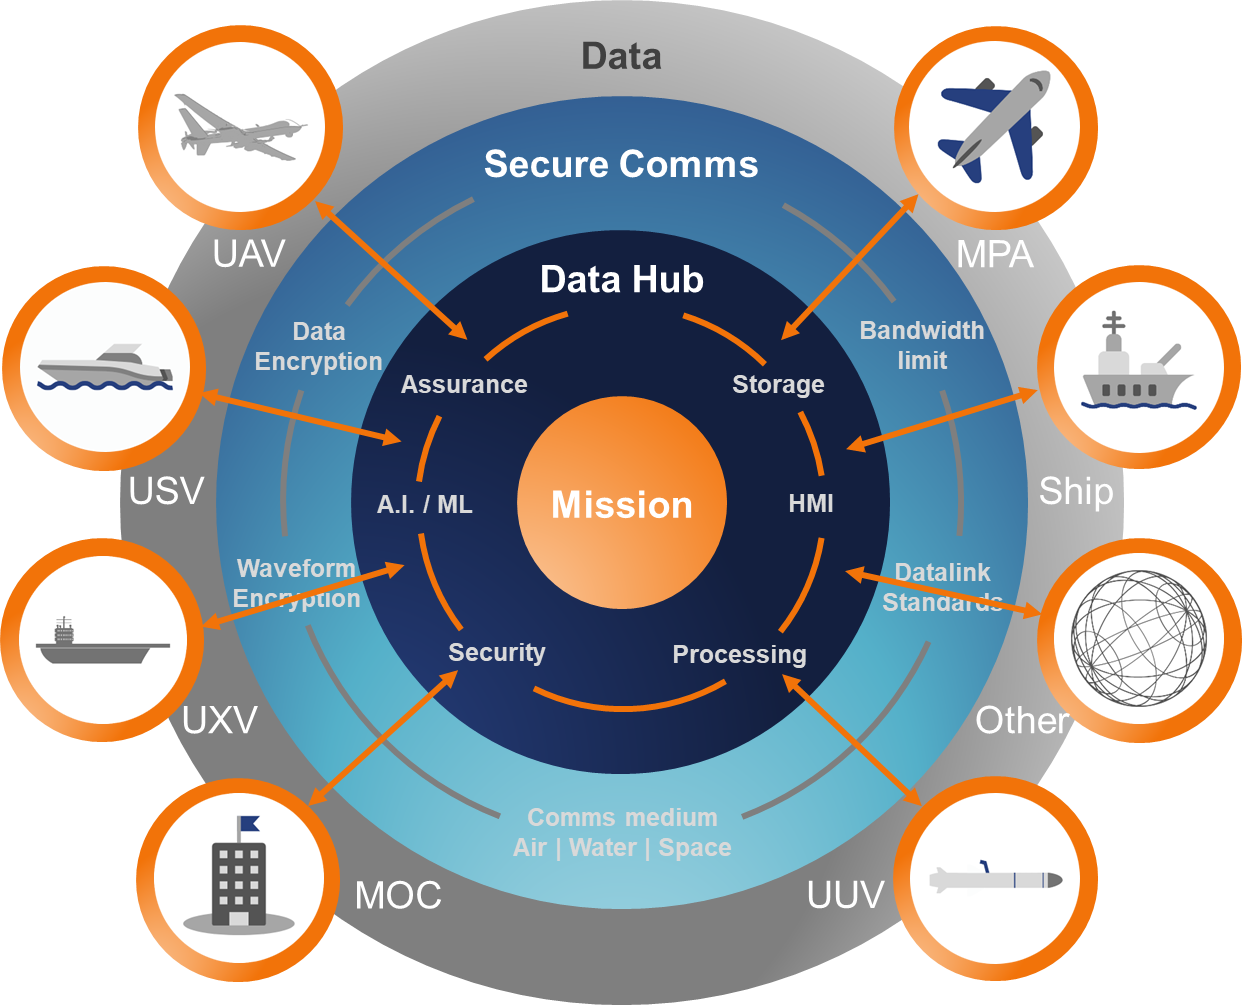 Data
Secure Comms
UAV
MPA
Data Hub
Data
Encryption
Bandwidth
limit
Assurance
Storage
USV
A.I. / ML
Mission
HMI
Ship
Waveform
Encryption
Datalink
Standards
Security
Processing
UXV
Other
Comms medium
Air | Water | Space
MOC
UUV